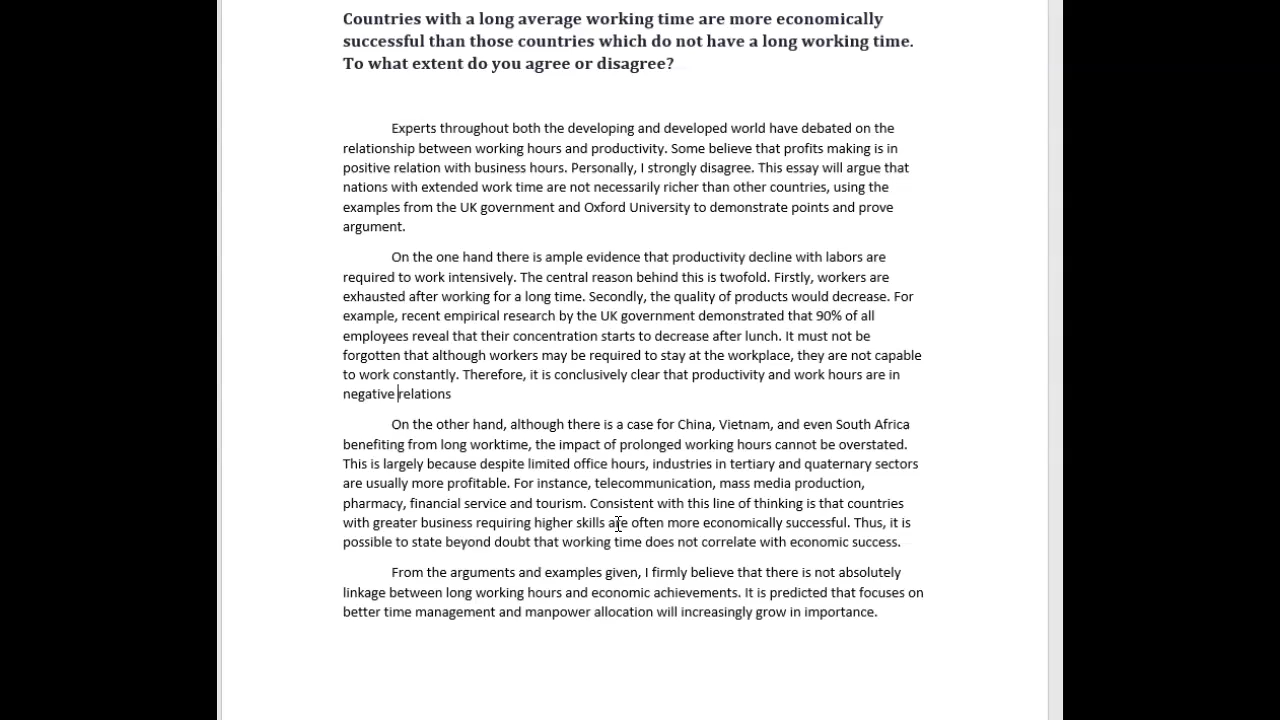 Countries with a long average working time are more economically
successful than those countries which do not have a long working time.
To what extent do you agree or disagree?
Experts throughout both the developing and developed world have debated on the
relationship between working hours and productivity. Some believe that profits making is in
positive relation with business hours. Personally, I strongly disagree. This essay will argue that
nations with extended work time are not necessarily richer than other countries, using the
examples from the UK government and Oxford University to demonstrate points and prove
argument.
On the one hand there is ample evidence that productivity decline with labors are
required to work intensively. The central reason behind this is twofold. Firstly, workers are
exhausted after working for a long time. Secondly, the quality of products would decrease. For
example, recent empirical research by the UK government demonstrated that 90% of all
employees reveal that their concentration starts to decrease after lunch. It must not be
forgotten that although workers may be required to stay at the workplace, they are not capable
to work constantly. Therefore, it is conclusively clear that productivity and work hours are in
negative relations
On the other hand, although there is a case for China, Vietnam, and even South Africa
benefiting from long worktime, the impact of prolonged working hours cannot be overstated.
This is largely because despite limited office hours, industries in tertiary and quaternary sectors
are usually more profitable. For instance, telecommunication, mass media production,
pharmacy, financial service and tourism. Consistent with this line of thinking is that countries
with greater business requiring higher skills are often more economically successful. Thus, it is
possible to state beyond doubt that working time does not correlate with economic success.
From the arguments and examples given, I firmly believe that there is not absolutely
linkage between long working hours and economic achievements. It is predicted that focuses on
better time management and manpower allocation will increasingly grow in importance.